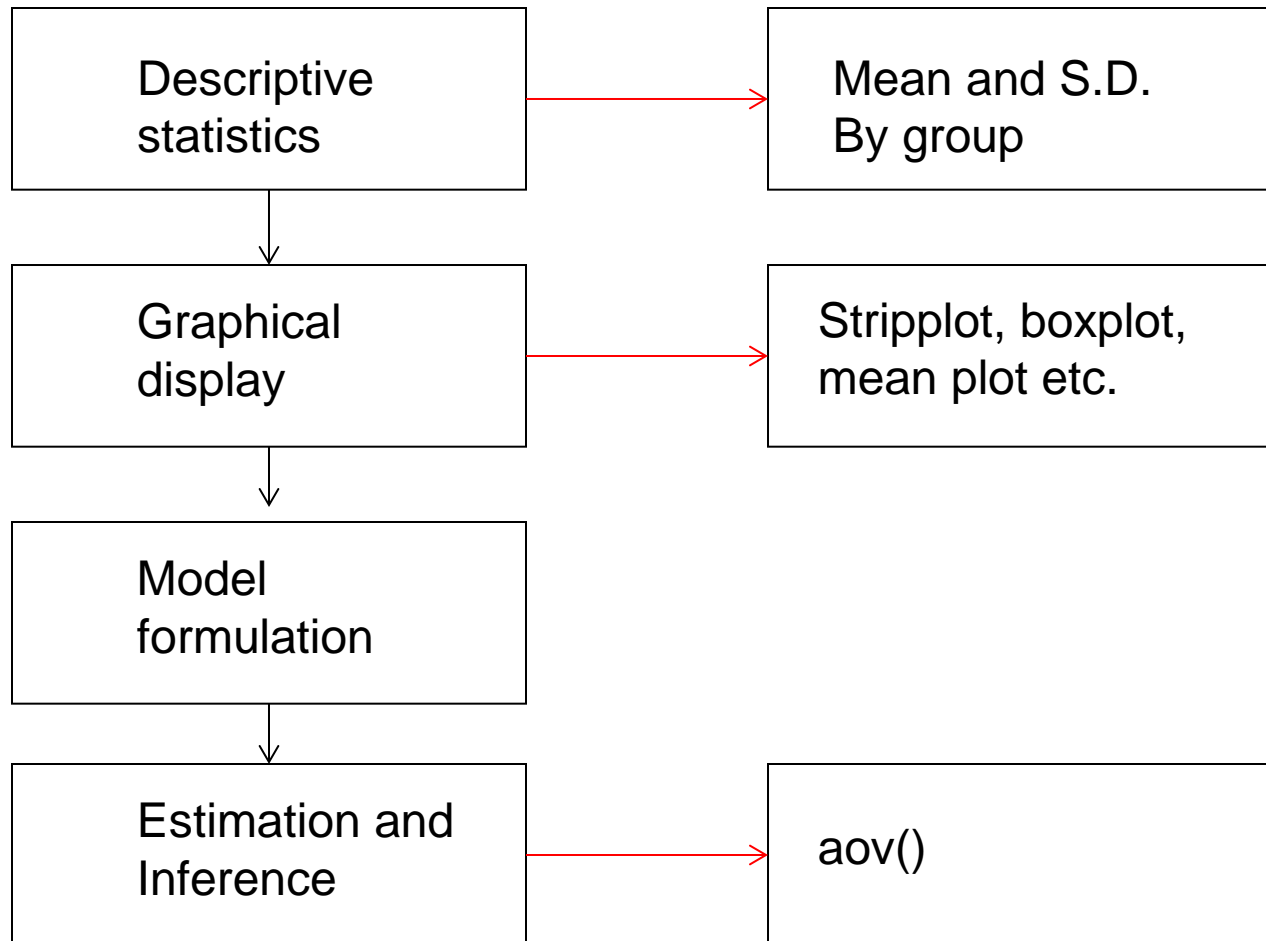 Descriptive
statistics
Mean and S.D.
By group
Graphical
display
Stripplot, boxplot,
mean plot etc.
Model
formulation
Estimation and
Inference
aov()